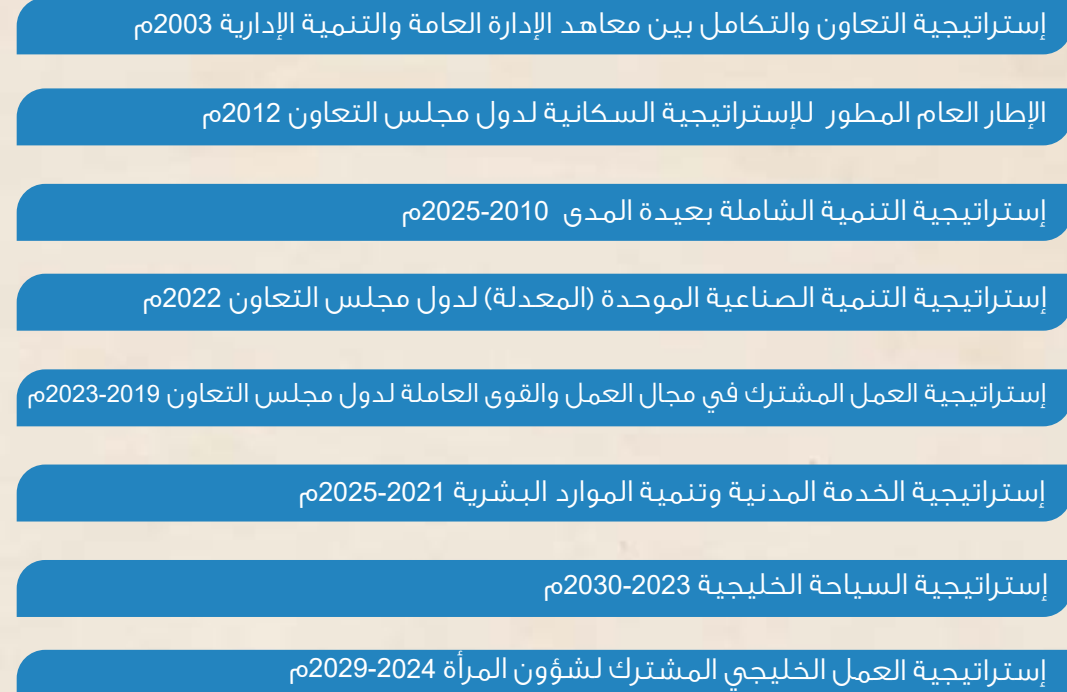 إستراتيجية التعاون والتكامل بين معاهد الإدارة العامة والتنمية الإدارية 2003م
الإطار العام المطور للإستراتيجية السكانية لدول مجلس التعاون 2012م
إستراتيجية التنمية الشاملة بعيدة المدى 2010-2025م
إستراتيجية التنمية الصناعية الموحدة (المعدلة) لدول مجلس التعاون 2022م
إستراتيجية العمل المشترك في مجال العمل والقوى العاملة لدول مجلس التعاون 2019-2023م
إستراتيجية الخدمة المدنية وتنمية الموارد البشرية 2021-2025م
إستراتيجية السياحة الخليجية 2023-2030م
إستراتيجية العمل الخليجي المشترك لشؤون المرأة 2024-2029م